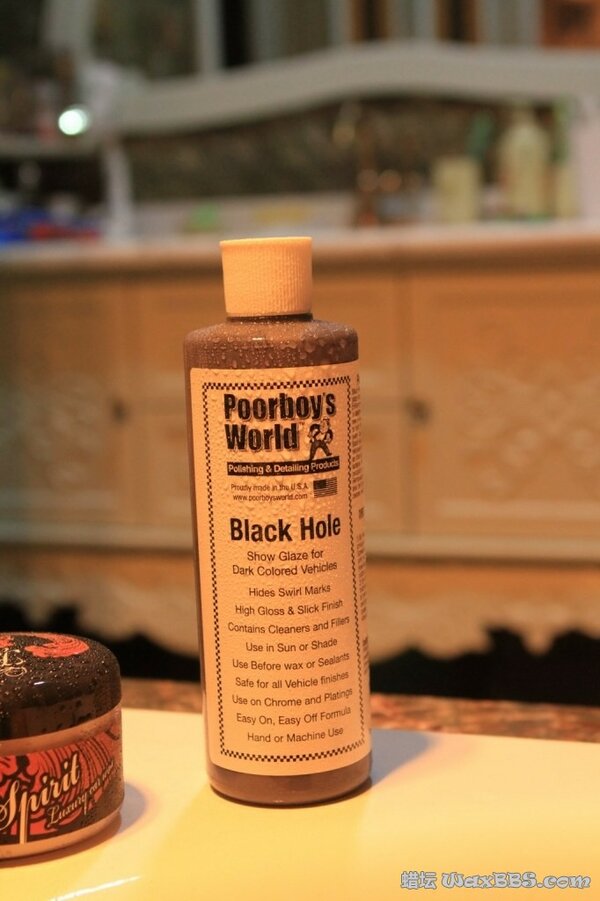 Poorboy's
World
Polishing & Detailing Products
Proudly made in the U.S.A
www.poorboysworld.com
Black Hole
Show Glaze for
Dark Colored Vehicles
Hides Swirl Marks
High Gloss & Slick Finish
Contains Cleaners and Fillers
Use in Sun or Shade
Use Before wax or Sealants
Safe for all Vehicle finishes
Use on Chrome and Platings
Easy On, Easy Off Formula
Hand or Machine Use
Spirit
Luxury car
蜡坛 WaxBBS.com